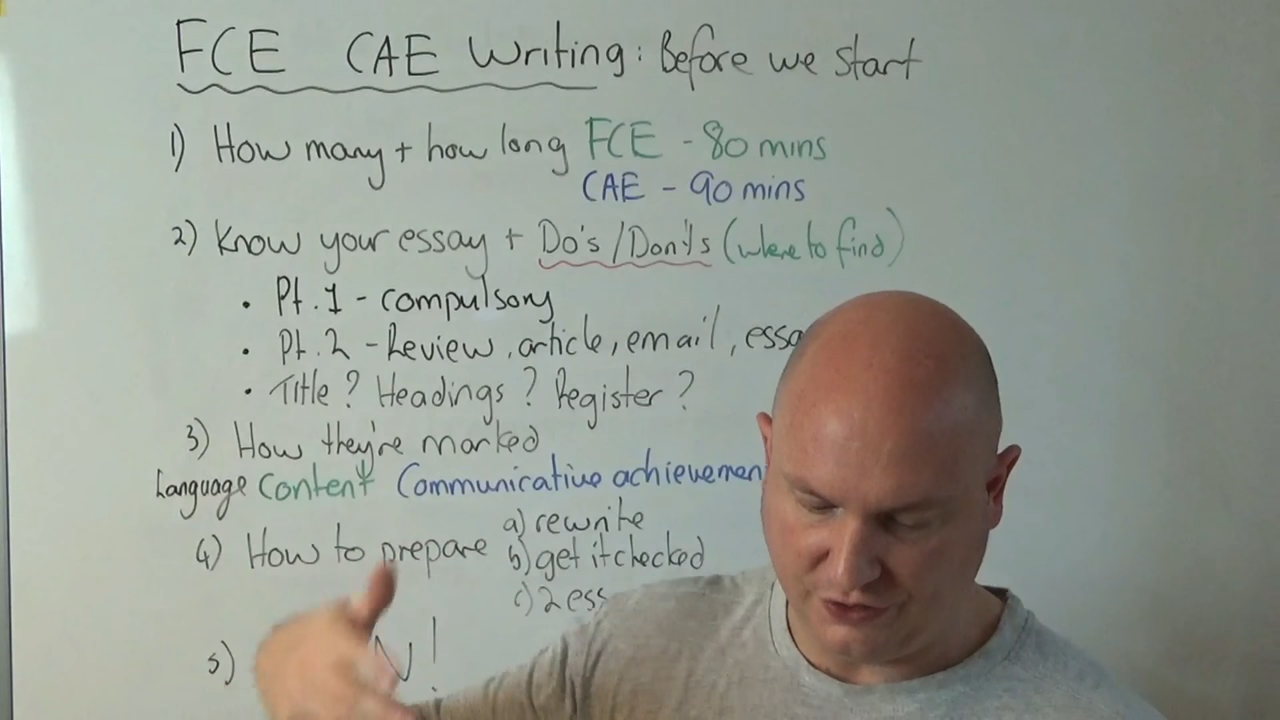 FCE CAE Writing: Before we start
1) How many + how long FCE - 80 mins
CAE - 90 mins
2) Know your essay + Do's/Dont's (where to find)
• Pt. 1 - compulsory
• Pt. 2 - Review, article, email, essa
• Title? Headings? Register?
3) How they're marked
Language Content Communicative achievemen
4) How to prepare a) rewrite
b) get it checked
c) 2 ess
5)